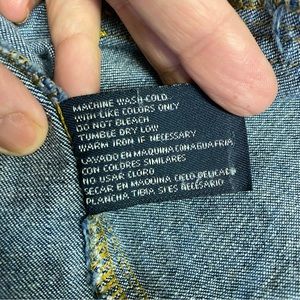 MACHINE WASH COLD
WITH LIKE COLORS ONLY
DO NOT BLEACH
TUMBLE DRY LOW
WARM IRON IF NECESSARY
LAVADO EN MAQUINA CON AGUA FRIA
CON COLORES SIMILARES
NO USAR CLORO
SECAR EN MAQUINA CICLO DELICADO
PLANCHA TIBIA SI ES NECESARIO